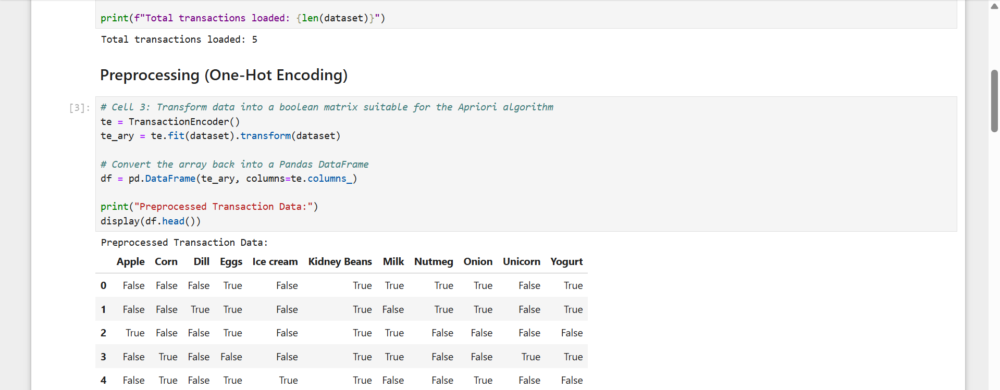 print(f"Total transactions loaded: {len(dataset)}")
Total transactions loaded: 5
Preprocessing (One-Hot Encoding)
[3]:
# Cell 3: Transform data into a boolean matrix suitable for the Apriori algorithm
te = TransactionEncoder()
te_ary = te.fit(dataset).transform(dataset)
# Convert the array back into a Pandas DataFrame
df = pd.DataFrame(te_ary, columns=te.columns_)
print("Preprocessed Transaction Data:")
display(df.head())
Preprocessed Transaction Data:
Apple Corn Dill Eggs Ice cream Kidney Beans Milk Nutmeg Onion Unicorn Yogurt
0 False False False True False True True True True False True
1 False False True True False True False True True False True
2 True False False True False True True False False False False
3 False True False False False True True False False True True
4 False True False True True True False False True False False